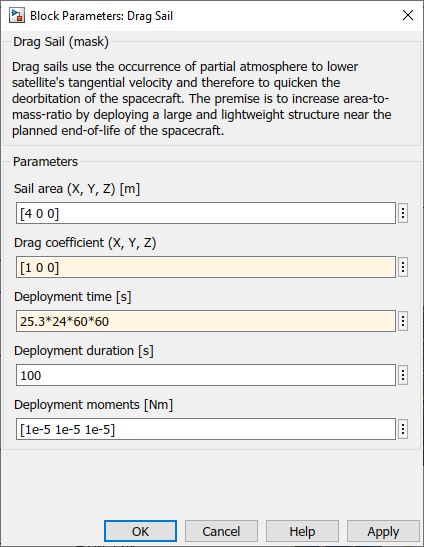 Block Parameters: Drag Sail
Drag Sail (mask)
Drag sails use the occurrence of partial atmosphere to lower
satellite's tangential velocity and therefore to quicken the
deorbitation of the spacecraft. The premise is to increase area-to-
mass-ratio by deploying a large and lightweight structure near the
planned end-of-life of the spacecraft.
Parameters
Sail area (X, Y, Z) [m]
[4 0 0]
Drag coefficient (X, Y, Z)
[1 0 0]
Deployment time [s]
25.3*24*60*60
Deployment duration [s]
100
Deployment moments [Nm]
[1e-5 1e-5 1e-5]
OK Cancel Help Apply